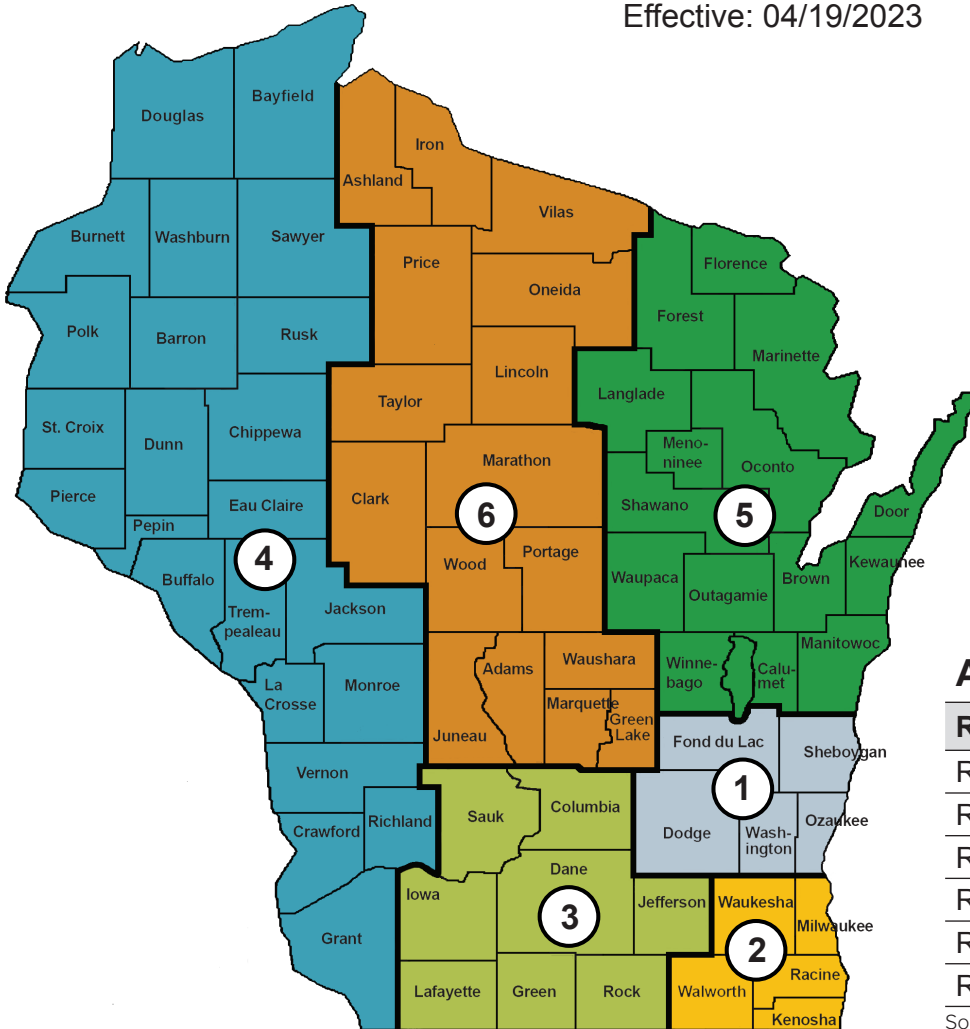 Effective: 04/19/2023
Bayfield
Douglas
Iron
Ashland
Vilas
Burnett
Washburn
Sawyer
Price
Florence
Oneida
Forest
Polk
Barron
Rusk
Marinette
Lincoln
Langlade
Taylor
St. Croix
Dunn
Chippewa
Meno-
ninee
Marathon
Oconto
Pierce
Clark
Eau Claire
Shawano
6
5
Door
Pepin
4
Wood
Portage
Kewaunee
Buffalo
Waupaca
Brown
Outagamie
Jackson
Trem-
pealeau
Manitowoc
Adams
Waushara
Winne-
bago
Calu-
met
La
Crosse
Monroe
Marquette
Green
Lake
A
Juneau
Fond du Lac
Sheboygan
R
Vernon
R
1
Columbia
R
Sauk
Richland
Crawford
Dodge
Wash-
ington
Ozaukee
R
Dane
Iowa
Jefferson
Waukesha
R
3
Milwaukee
R
Grant
2
Racine
R
Lafayette
Green
Rock
Walworth
Kenosha
So